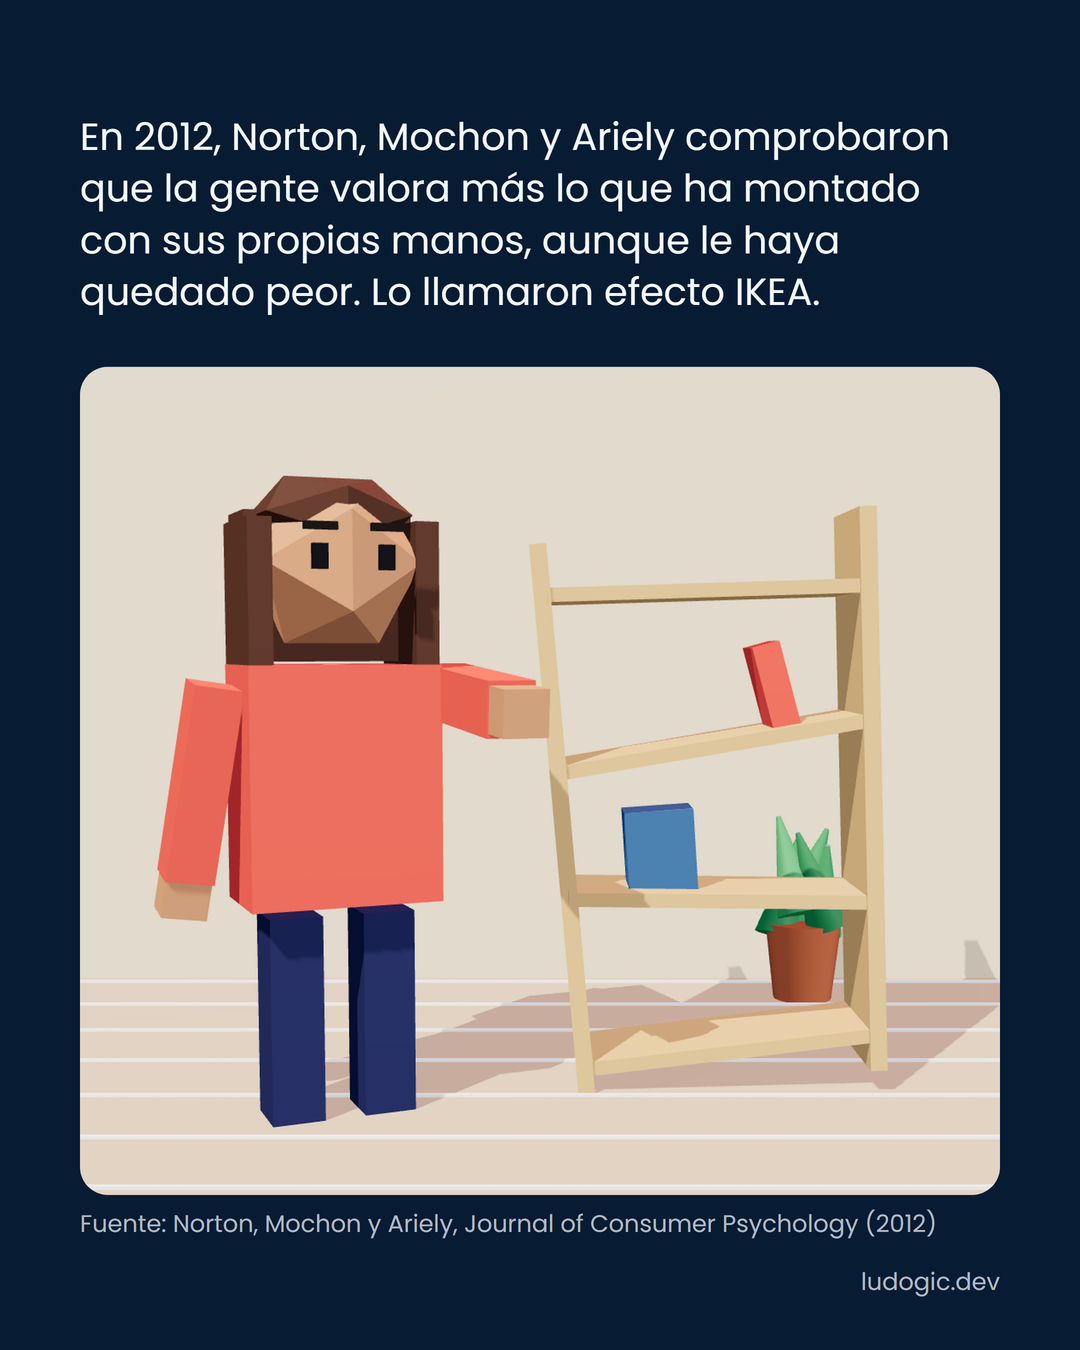 En 2012, Norton, Mochon y Ariely comprobaron
que la gente valora más lo que ha montado
con sus propias manos, aunque le haya
quedado peor. Lo llamaron efecto IKEA.
Fuente: Norton, Mochon y Ariely, Journal of Consumer Psychology (2012)
ludogic.dev